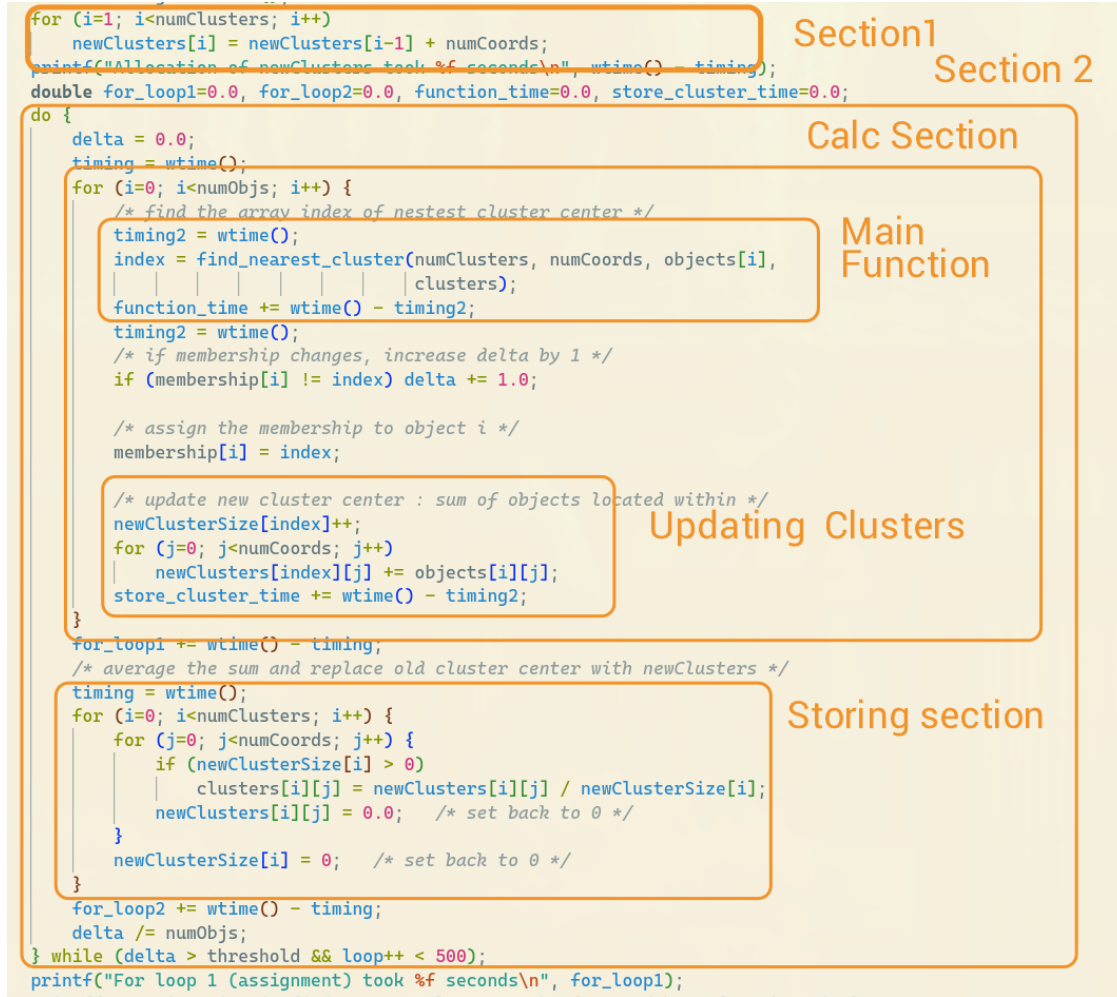 for (i=1; i<numClusters; i++)
newClusters[i] = newClusters[i-1] + numCoords;
Section1
printf("Allocation of newClusters took %f seconds\n", wtime() - timing);
Section 2
double for_loop1=0.0, for_loop2=0.0, function_time=0.0, store_cluster_time=0.0;
do {
Calc Section
delta = 0.0;
timing = wtime();
for (i=0; i<numObjs; i++) {
/* find the array index of nestest cluster center */
timing2 = wtime();
index = find_nearest_cluster(numClusters, numCoords, objects[i],
clusters);
Main
Function
function_time += wtime() - timing2;
timing2 = wtime();
/* if membership changes, increase delta by 1 */
if (membership[i] != index) delta += 1.0;
/* assign the membership to object i */
membership[i] = index;
/* update new cluster center : sum of objects located within */
newClusterSize[index]++;
Updating Clusters
for (j=0; j<numCoords; j++)
newClusters[index][j] += objects[i][j];
store_cluster_time += wtime() - timing2;
}
for_loop1 += wtime() - timing;
/* average the sum and replace old cluster center with newClusters */
timing = wtime();
for (i=0; i<numClusters; i++) {
Storing section
for (j=0; j<numCoords; j++) {
if (newClusterSize[i] > 0)
clusters[i][j] = newClusters[i][j] / newClusterSize[i];
newClusters[i][j] = 0.0; /* set back to 0 */
}
newClusterSize[i] = 0; /* set back to 0 */
}
for_loop2 += wtime() - timing;
delta /= numObjs;
} while (delta > threshold && loop++ < 500);
printf("For loop 1 (assignment) took %f seconds\n", for_loop1);